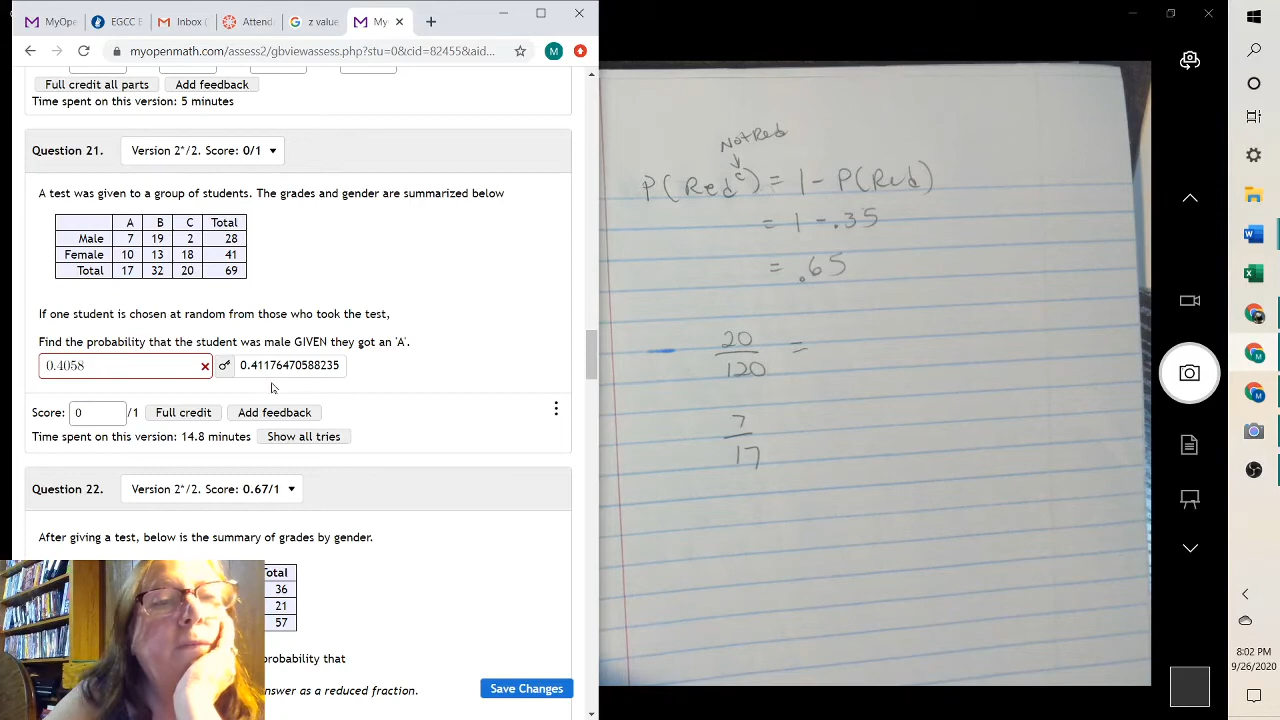 MyOpe
EGCC E
Inbox (
Attend
z value
My
myopenmath.com/assess2/gbviewassess.php?stu=0&cid=82455&aid...
M
Full credit all parts
Add feedback
Time spent on this version: 5 minutes
Question 21.
Version 2*/2. Score: 0/1
A test was given to a group of students. The grades and gender are summarized below
A B C Total
Male 7 19 2 28
Female 10 13 18 41
Total 17 32 20 69
If one student is chosen at random from those who took the test,
Find the probability that the student was male GIVEN they got an 'A'.
0.4058
0.41176470588235
Score: 0 /1
Full credit
Add feedback
Time spent on this version: 14.8 minutes
Show all tries
Question 22.
Version 2*/2. Score: 0.67/1
After giving a test, below is the summary of grades by gender.
Total
36
21
57
probability that
nswer as a reduced fraction.
Save Changes
Not Red
P(Red^c) = 1 - P(Red)
= 1 - .35
= .65
20
120 =
7
17
8:02 PM
9/26/2020